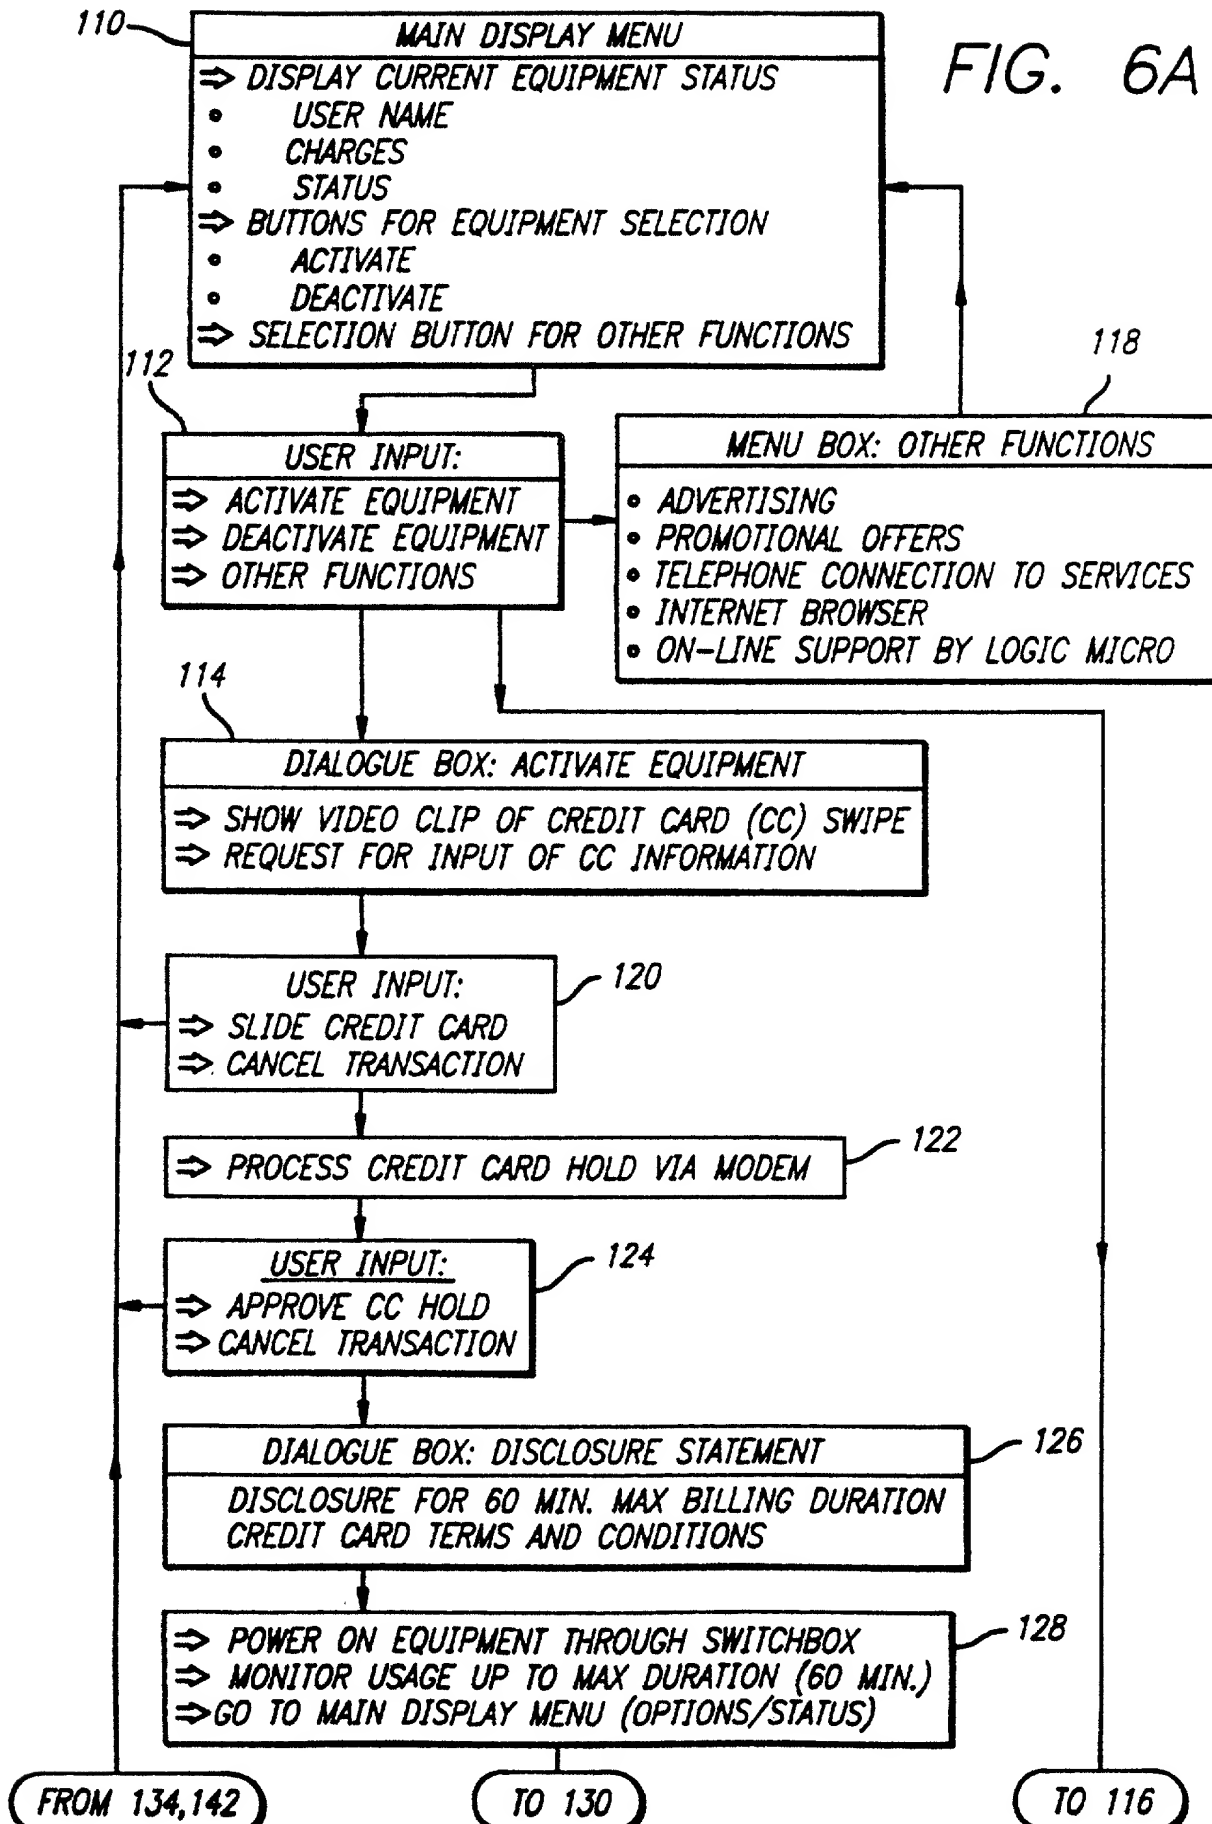 110
MAIN DISPLAY MENU
FIG. 6A
⇒ DISPLAY CURRENT EQUIPMENT STATUS
• USER NAME
• CHARGES
• STATUS
⇒ BUTTONS FOR EQUIPMENT SELECTION
• ACTIVATE
• DEACTIVATE
⇒ SELECTION BUTTON FOR OTHER FUNCTIONS
112
USER INPUT:
⇒ ACTIVATE EQUIPMENT
⇒ DEACTIVATE EQUIPMENT
⇒ OTHER FUNCTIONS
118
MENU BOX: OTHER FUNCTIONS
• ADVERTISING
• PROMOTIONAL OFFERS
• TELEPHONE CONNECTION TO SERVICES
• INTERNET BROWSER
• ON-LINE SUPPORT BY LOGIC MICRO
114
DIALOGUE BOX: ACTIVATE EQUIPMENT
⇒ SHOW VIDEO CLIP OF CREDIT CARD (CC) SWIPE
⇒ REQUEST FOR INPUT OF CC INFORMATION
120
USER INPUT:
⇒ SLIDE CREDIT CARD
⇒ CANCEL TRANSACTION
122
⇒ PROCESS CREDIT CARD HOLD VIA MODEM
124
USER INPUT:
⇒ APPROVE CC HOLD
⇒ CANCEL TRANSACTION
126
DIALOGUE BOX: DISCLOSURE STATEMENT
DISCLOSURE FOR 60 MIN. MAX BILLING DURATION
CREDIT CARD TERMS AND CONDITIONS
128
⇒ POWER ON EQUIPMENT THROUGH SWITCHBOX
⇒ MONITOR USAGE UP TO MAX DURATION (60 MIN.)
⇒ GO TO MAIN DISPLAY MENU (OPTIONS/STATUS)
FROM 134,142
TO 130
TO 116